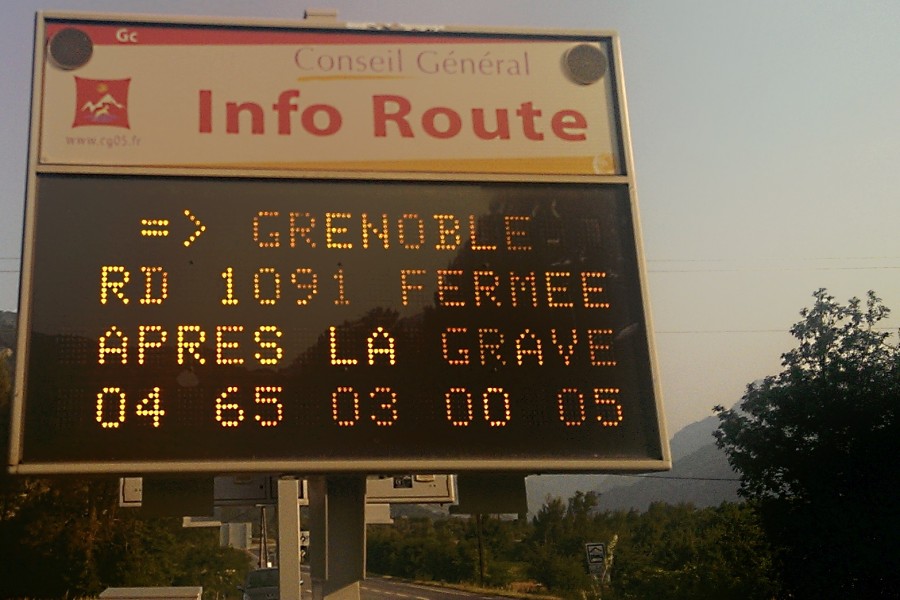 Gc
Conseil Général
Info Route
www.cg05.fr
=> GRENOBLE
RD 1091 FERMEE
APRES LA GRAVE
04 65 03 00 05